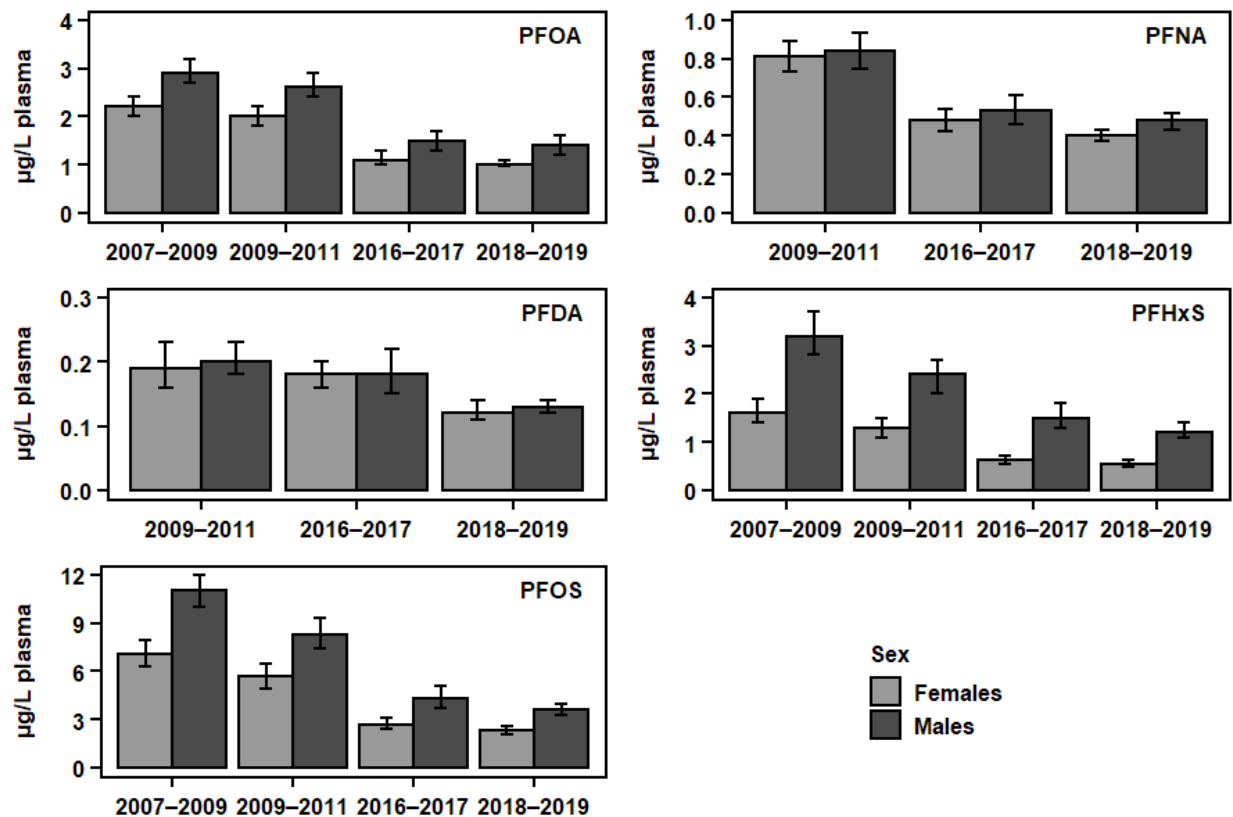 PFOA
µg/L plasma
4
3
2
1
0
2007–2009 2009–2011 2016–2017 2018–2019
PFNA
µg/L plasma
1.0
0.8
0.6
0.4
0.2
0.0
2009–2011 2016–2017 2018–2019
PFDA
µg/L plasma
0.3
0.2
0.1
0.0
2009–2011 2016–2017 2018–2019
PFHxS
µg/L plasma
4
3
2
1
0
2007–2009 2009–2011 2016–2017 2018–2019
PFOS
µg/L plasma
12
9
6
3
0
2007–2009 2009–2011 2016–2017 2018–2019
Sex
Females
Males